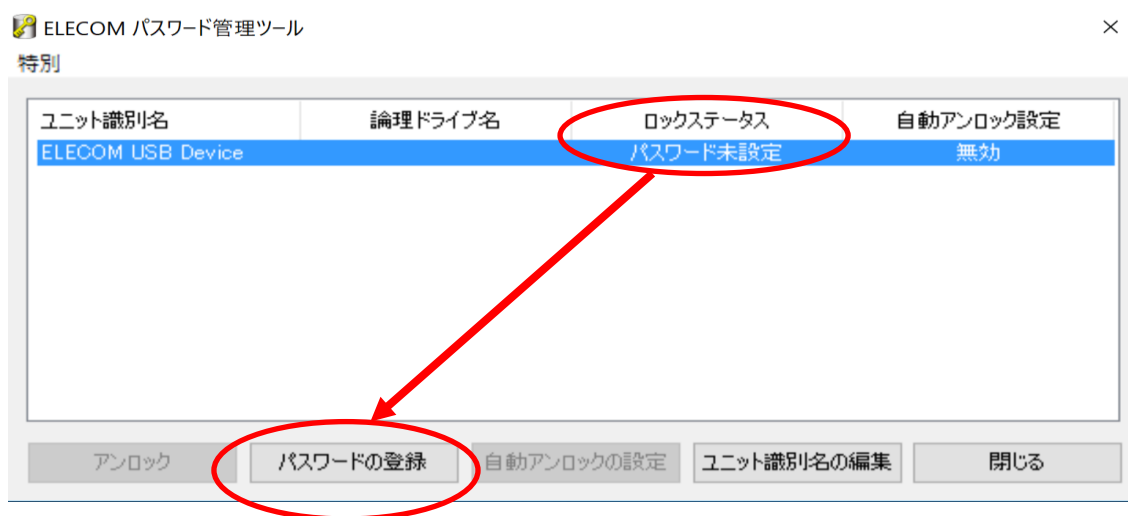 ELECOM パスワード管理ツール
特別
ユニット識別名 論理ドライブ名 ロックステータス 自動アンロック設定
ELECOM USB Device パスワード未設定 無効
アンロック パスワードの登録 自動アンロックの設定 ユニット識別名の編集 閉じる